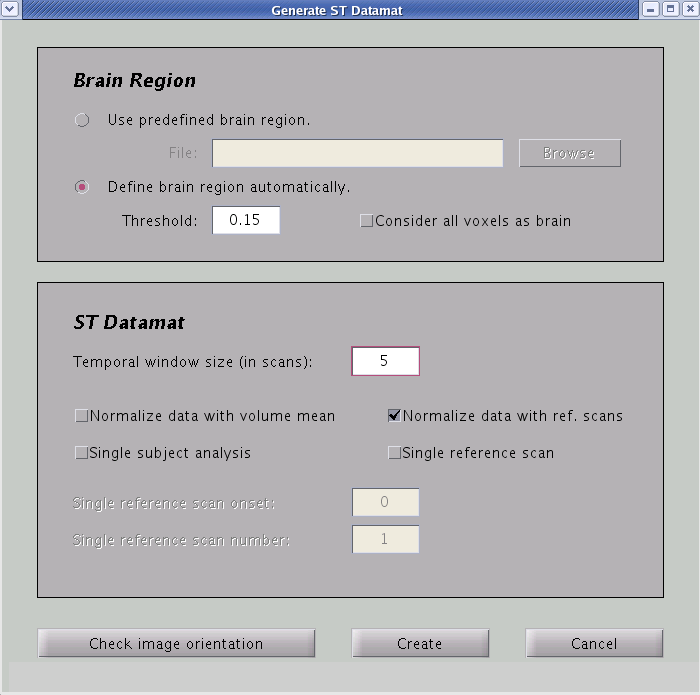 Generate ST Datamat
Brain Region
Use predefined brain region.
File: Browse
Define brain region automatically.
Threshold: 0.15 Consider all voxels as brain
ST Datamat
Temporal window size (in scans): 5
Normalize data with volume mean Normalize data with ref. scans
Single subject analysis Single reference scan
Single reference scan onset: 0
Single reference scan number: 1
Check image orientation Create Cancel